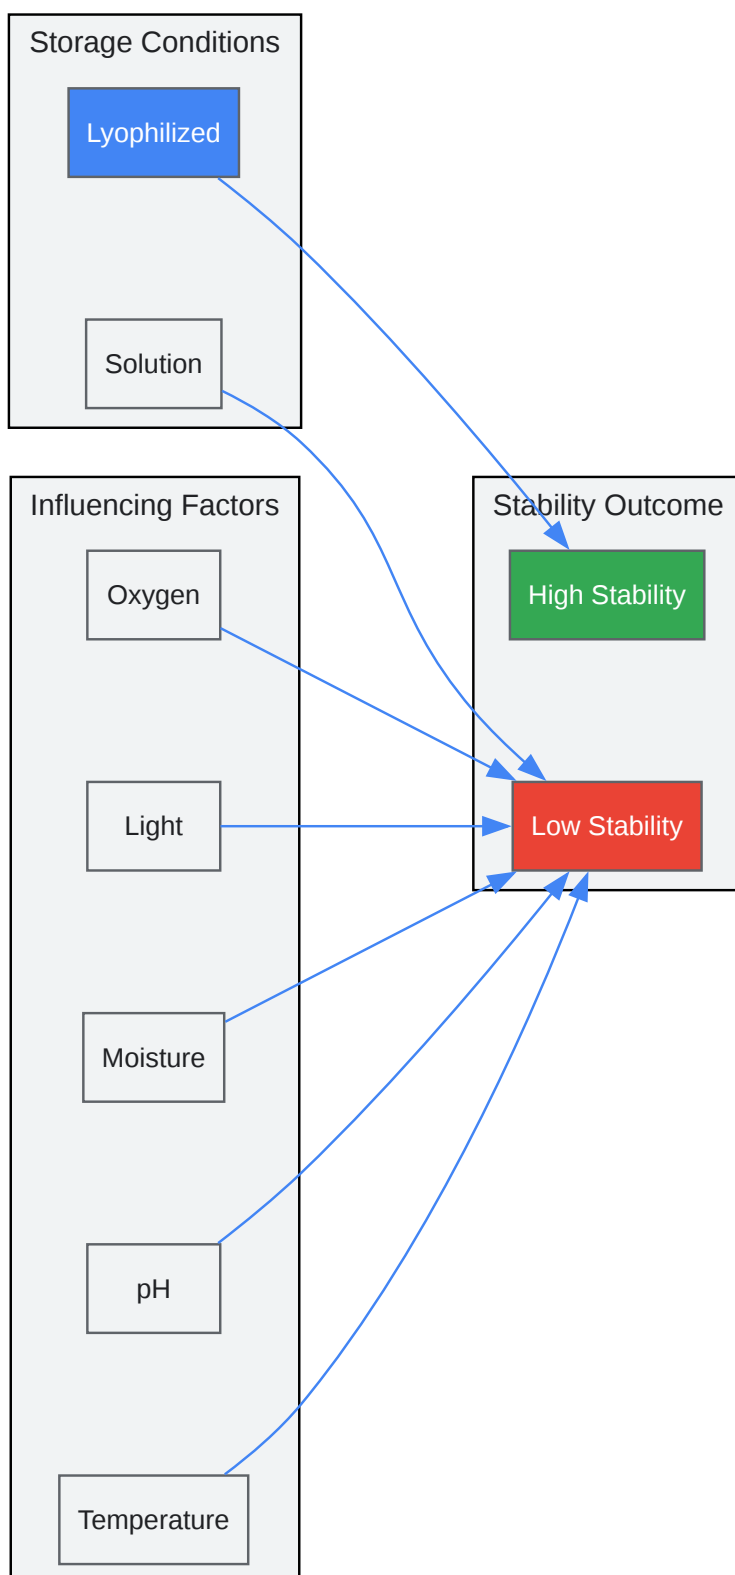 Storage Conditions
Lyophilized
Solution
Influencing Factors
Oxygen
Light
Moisture
pH
Temperature
Stability Outcome
High Stability
Low Stability